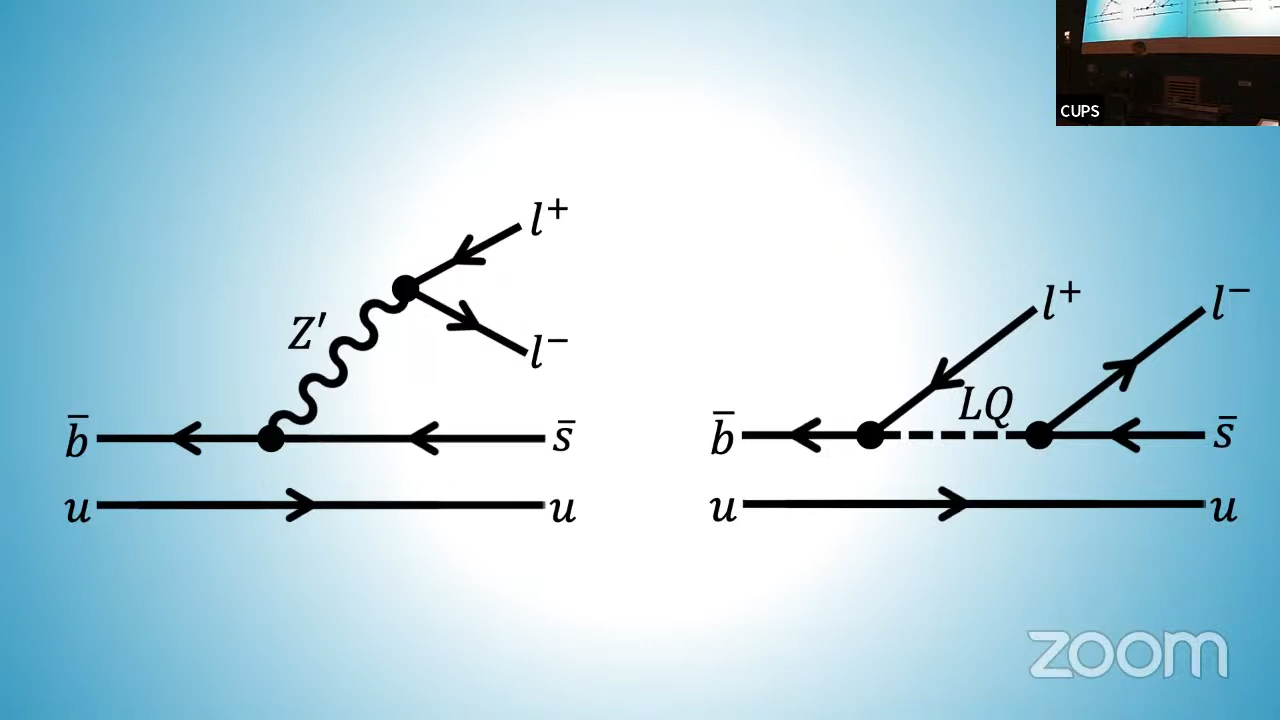 CUPS
l⁺
Z′
l⁻
b̄ s̄
u u
l⁺ l⁻
LQ
b̄ s̄
u u
zoom